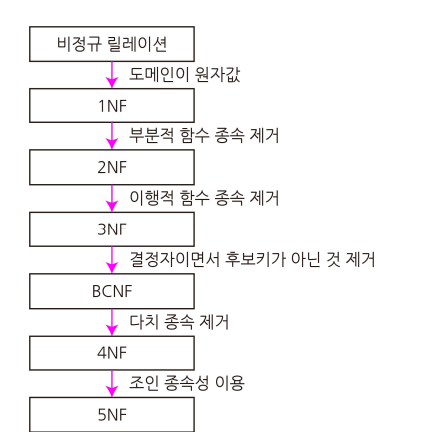 비정규 릴레이션
도메인이 원자값
1NF
부분적 함수 종속 제거
2NF
이행적 함수 종속 제거
3NF
결정자이면서 후보키가 아닌 것 제거
BCNF
다치 종속 제거
4NF
조인 종속성 이용
5NF